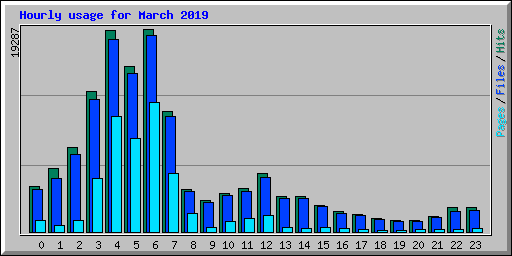 Hourly usage for March 2019
19287
Pages / Files / Hits
0 1 2 3 4 5 6 7 8 9 10 11 12 13 14 15 16 17 18 19 20 21 22 23